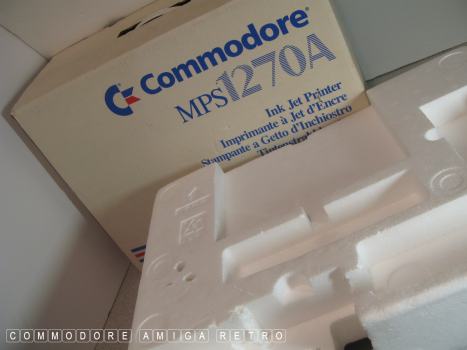 Commodore®
MPS1270A
Ink Jet Printer
Imprimante à Jet d'Encre
Stampante a Getto d'Inchiostro
COMMODORE AMIGA RETRO